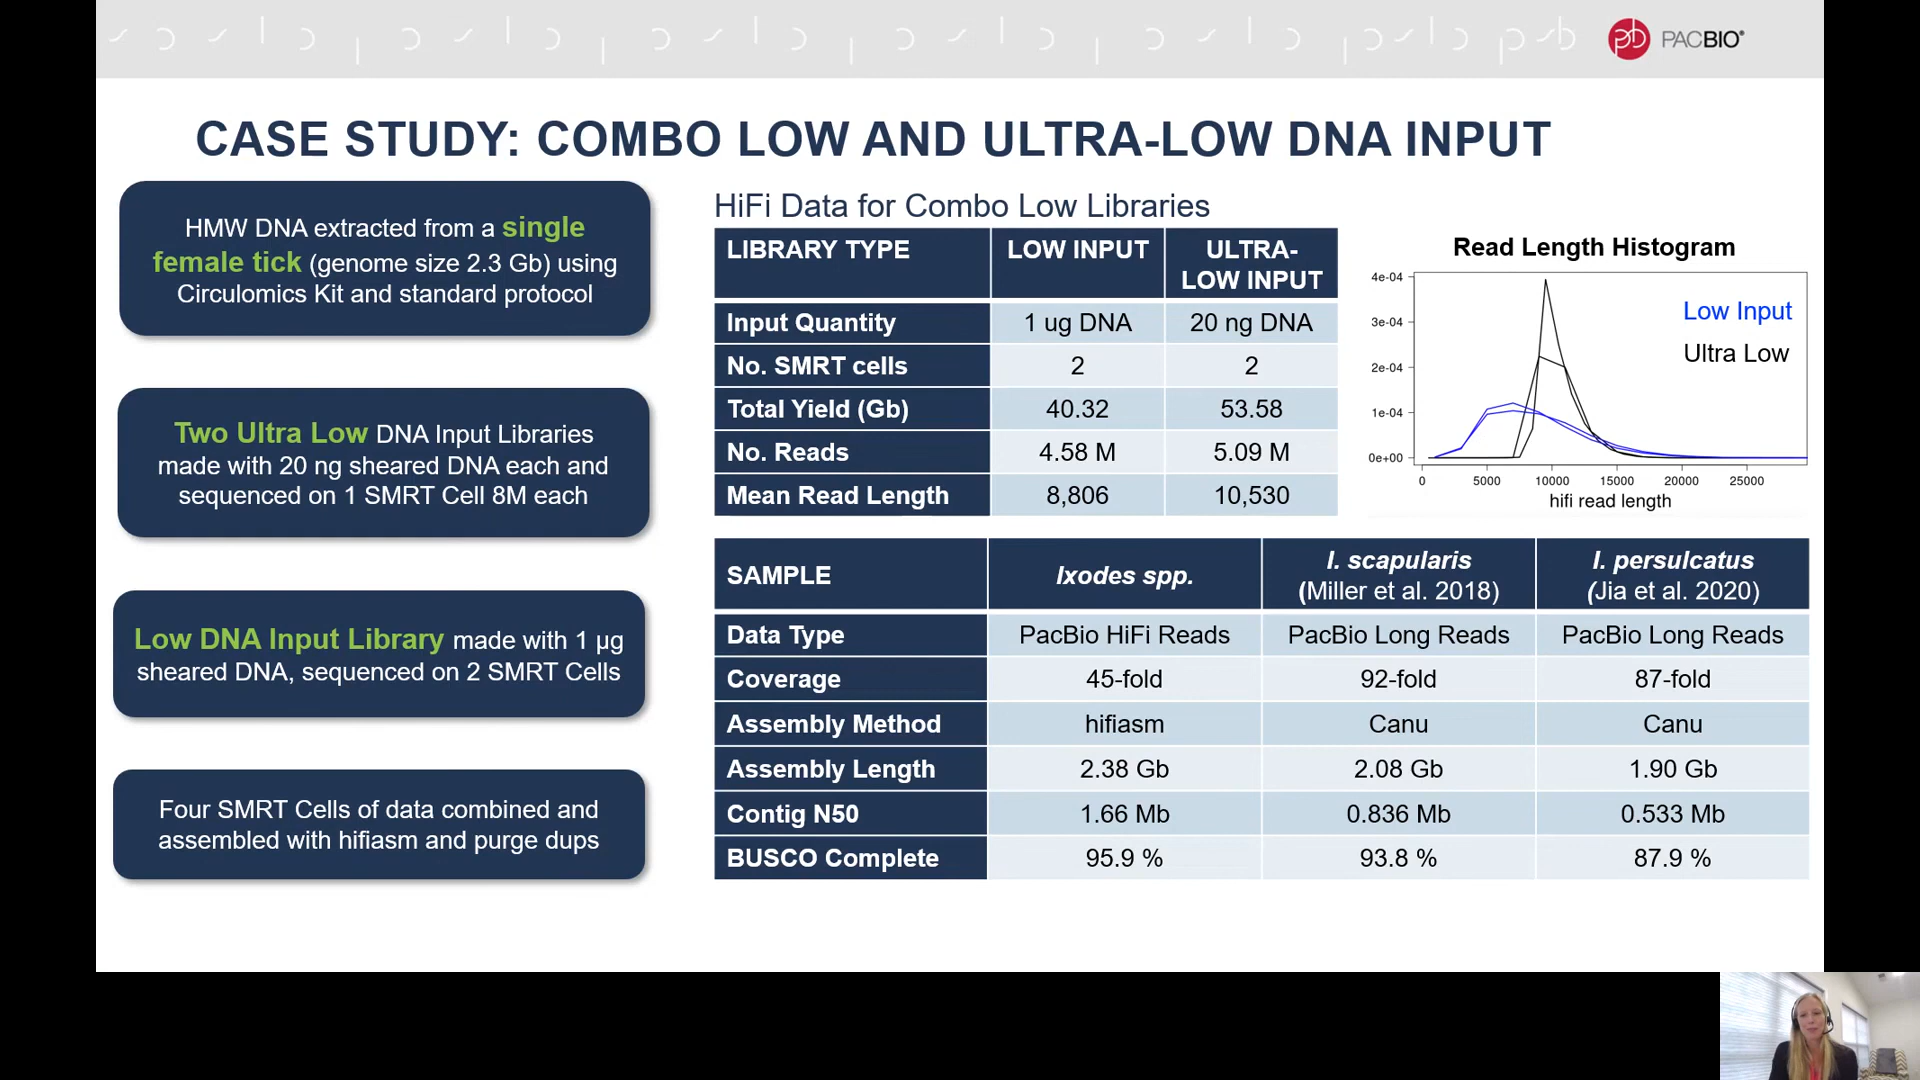 PACBIO®
CASE STUDY: COMBO LOW AND ULTRA-LOW DNA INPUT
HMW DNA extracted from a single
female tick (genome size 2.3 Gb) using
Circulomics Kit and standard protocol
Two Ultra Low DNA Input Libraries
made with 20 ng sheared DNA each and
sequenced on 1 SMRT Cell 8M each
Low DNA Input Library made with 1 µg
sheared DNA, sequenced on 2 SMRT Cells
Four SMRT Cells of data combined and
assembled with hifiasm and purge dups
HiFi Data for Combo Low Libraries
LIBRARY TYPE LOW INPUT ULTRA-
LOW INPUT
Input Quantity 1 ug DNA 20 ng DNA
No. SMRT cells 2 2
Total Yield (Gb) 40.32 53.58
No. Reads 4.58 M 5.09 M
Mean Read Length 8,806 10,530
Read Length Histogram
4e-04
3e-04
2e-04
1e-04
0e+00
Low Input
Ultra Low
0 5000 10000 15000 20000 25000
hifi read length
SAMPLE Ixodes spp. I. scapularis I. persulcatus
(Miller et al. 2018) (Jia et al. 2020)
Data Type PacBio HiFi Reads PacBio Long Reads PacBio Long Reads
Coverage 45-fold 92-fold 87-fold
Assembly Method hifiasm Canu Canu
Assembly Length 2.38 Gb 2.08 Gb 1.90 Gb
Contig N50 1.66 Mb 0.836 Mb 0.533 Mb
BUSCO Complete 95.9 % 93.8 % 87.9 %